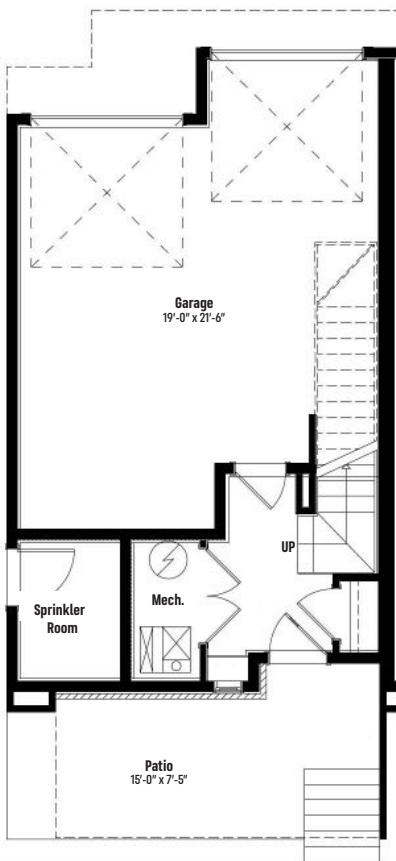 Garage
19'-0" x 21'-6"
UP
Mech.
Sprinkler
Room
Patio
15'-0" x 7'-5"